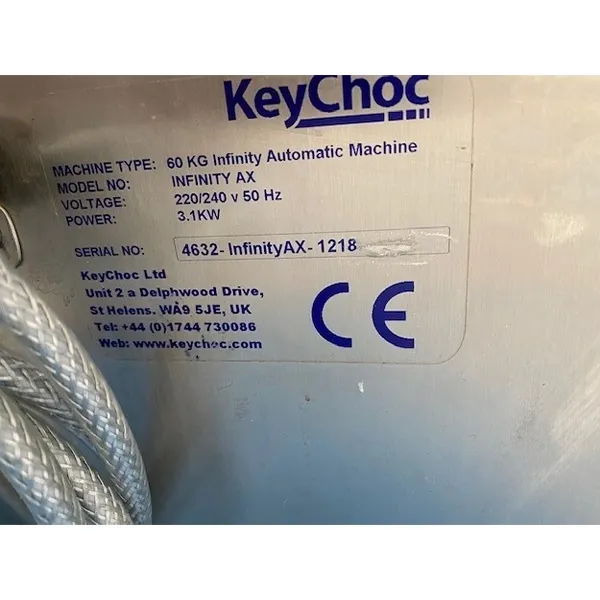 KeyChoc
MACHINE TYPE: 60 KG Infinity Automatic Machine
MODEL NO: INFINITY AX
VOLTAGE: 220/240 v 50 Hz
POWER: 3.1KW
SERIAL NO: 4632- InfinityAX- 1218
KeyChoc Ltd
Unit 2 a Delphwood Drive,
St Helens. WA9 5JE, UK
Tel: +44 (0)1744 730086
Web: www.keychoc.com
CE